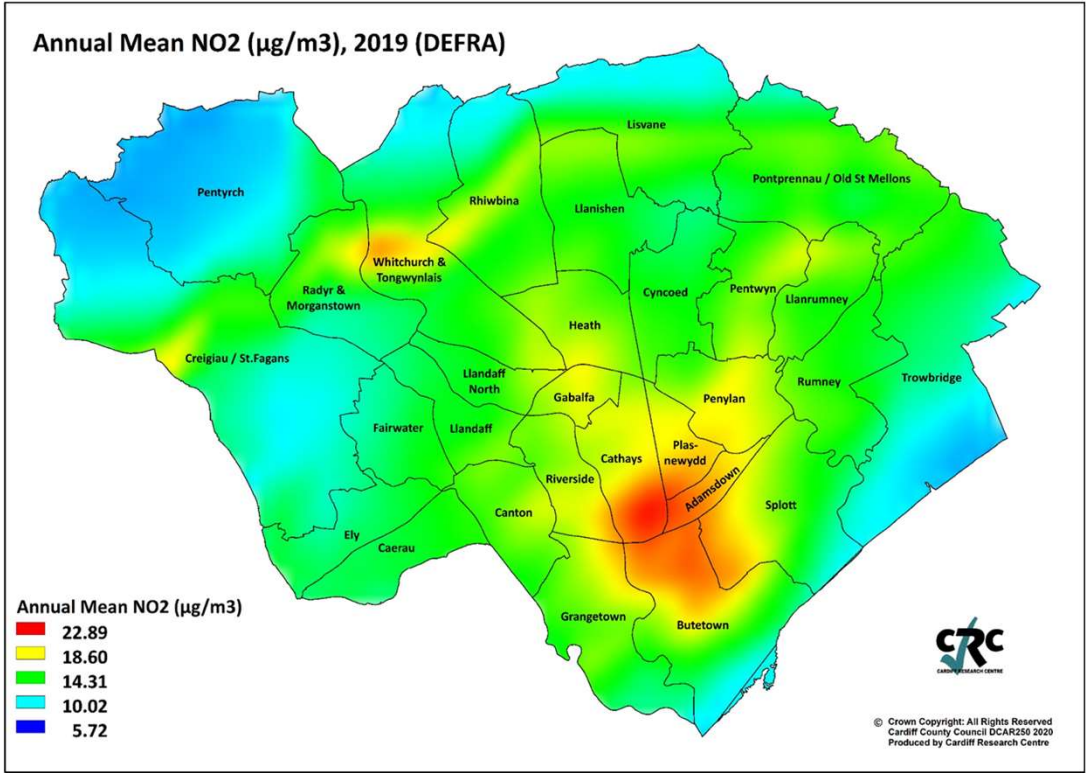 Annual Mean NO2 (µg/m3), 2019 (DEFRA)
Lisvane
Pentyrch
Pontprennau / Old St Mellons
Rhiwbina
Llanishen
Whitchurch &
Tongwynlais
Radyr &
Morganstown
Cyncoed
Pentwyn
Llanrumney
Heath
Creigiau / St.Fagans
Llandaff
North
Gabalfa
Penylan
Rumney
Trowbridge
Fairwater
Llandaff
Cathays
Plas-
newydd
Riverside
Adamsdown
Canton
Splott
Ely
Caerau
Grangetown
Butetown
Annual Mean NO2 (µg/m3)
22.89
18.60
14.31
10.02
5.72
CRC
CARDIFF RESEARCH CENTRE
© Crown Copyright: All Rights Reserved
Cardiff County Council DCAR250 2020
Produced by Cardiff Research Centre